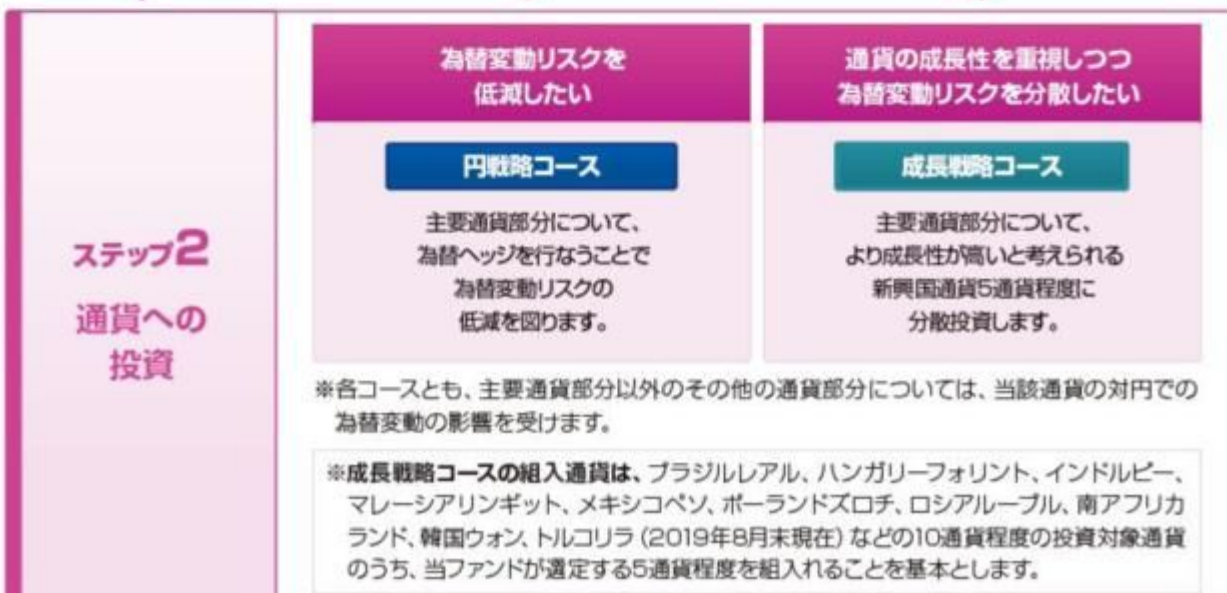 ステップ2
通貨への
投資
為替変動リスクを
低減したい
円戦略コース
主要通貨部分について、
為替ヘッジを行なうことで
為替変動リスクの
低減を図ります。
通貨の成長性を重視しつつ
為替変動リスクを分散したい
成長戦略コース
主要通貨部分について、
より成長性が高いと考えられる
新興国通貨5通貨程度に
分散投資します。
※各コースとも、主要通貨部分以外のその他の通貨部分については、当該通貨の対円での
為替変動の影響を受けます。
※成長戦略コースの組入通貨は、ブラジルレアル、ハンガリーフォリント、インドルピー、
マレーシアリンギット、メキシコペソ、ポーランドズロチ、ロシアルーブル、南アフリカ
ランド、韓国ウォン、トルコリラ(2019年8月末現在)などの10通貨程度の投資対象通貨
のうち、当ファンドが選定する5通貨程度を組入れることを基本とします。